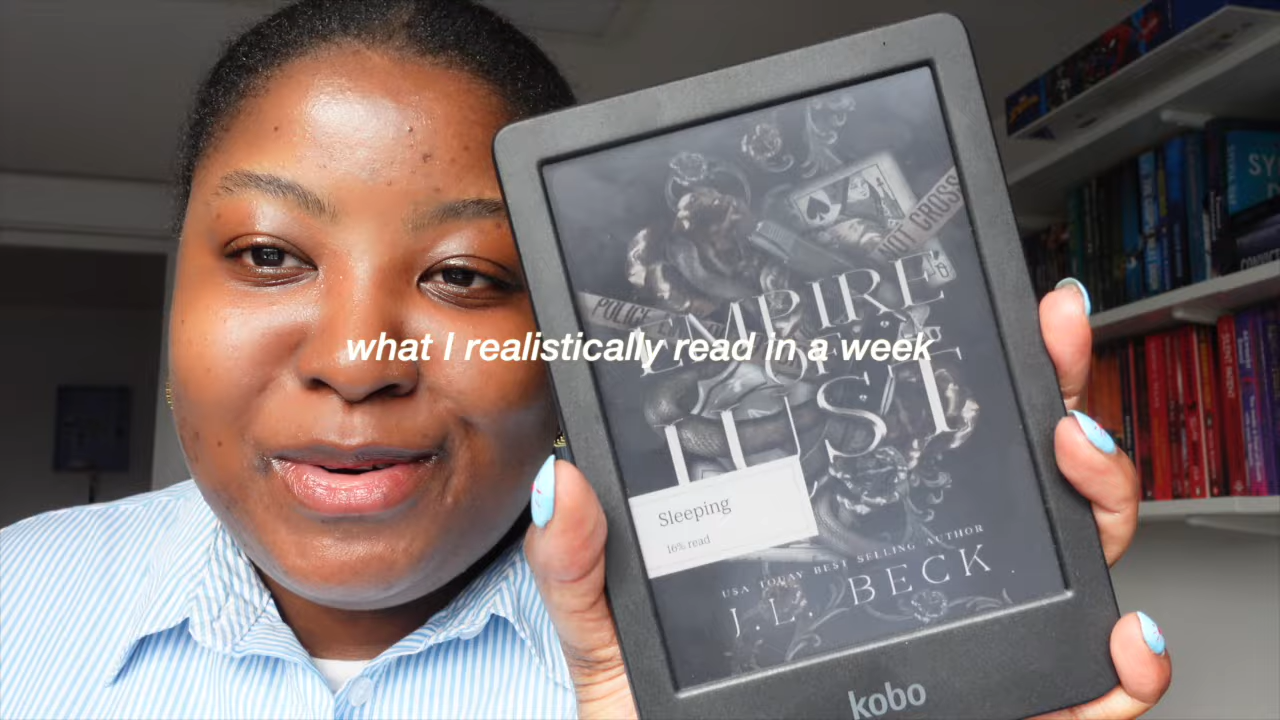 what I realistically read in a week
NOT CROSS
POLICE
EMPIRE
OF
LUST
Sleeping
16% read
USA TODAY BEST SELLING AUTHOR
J.L. BECK
kobo
SY